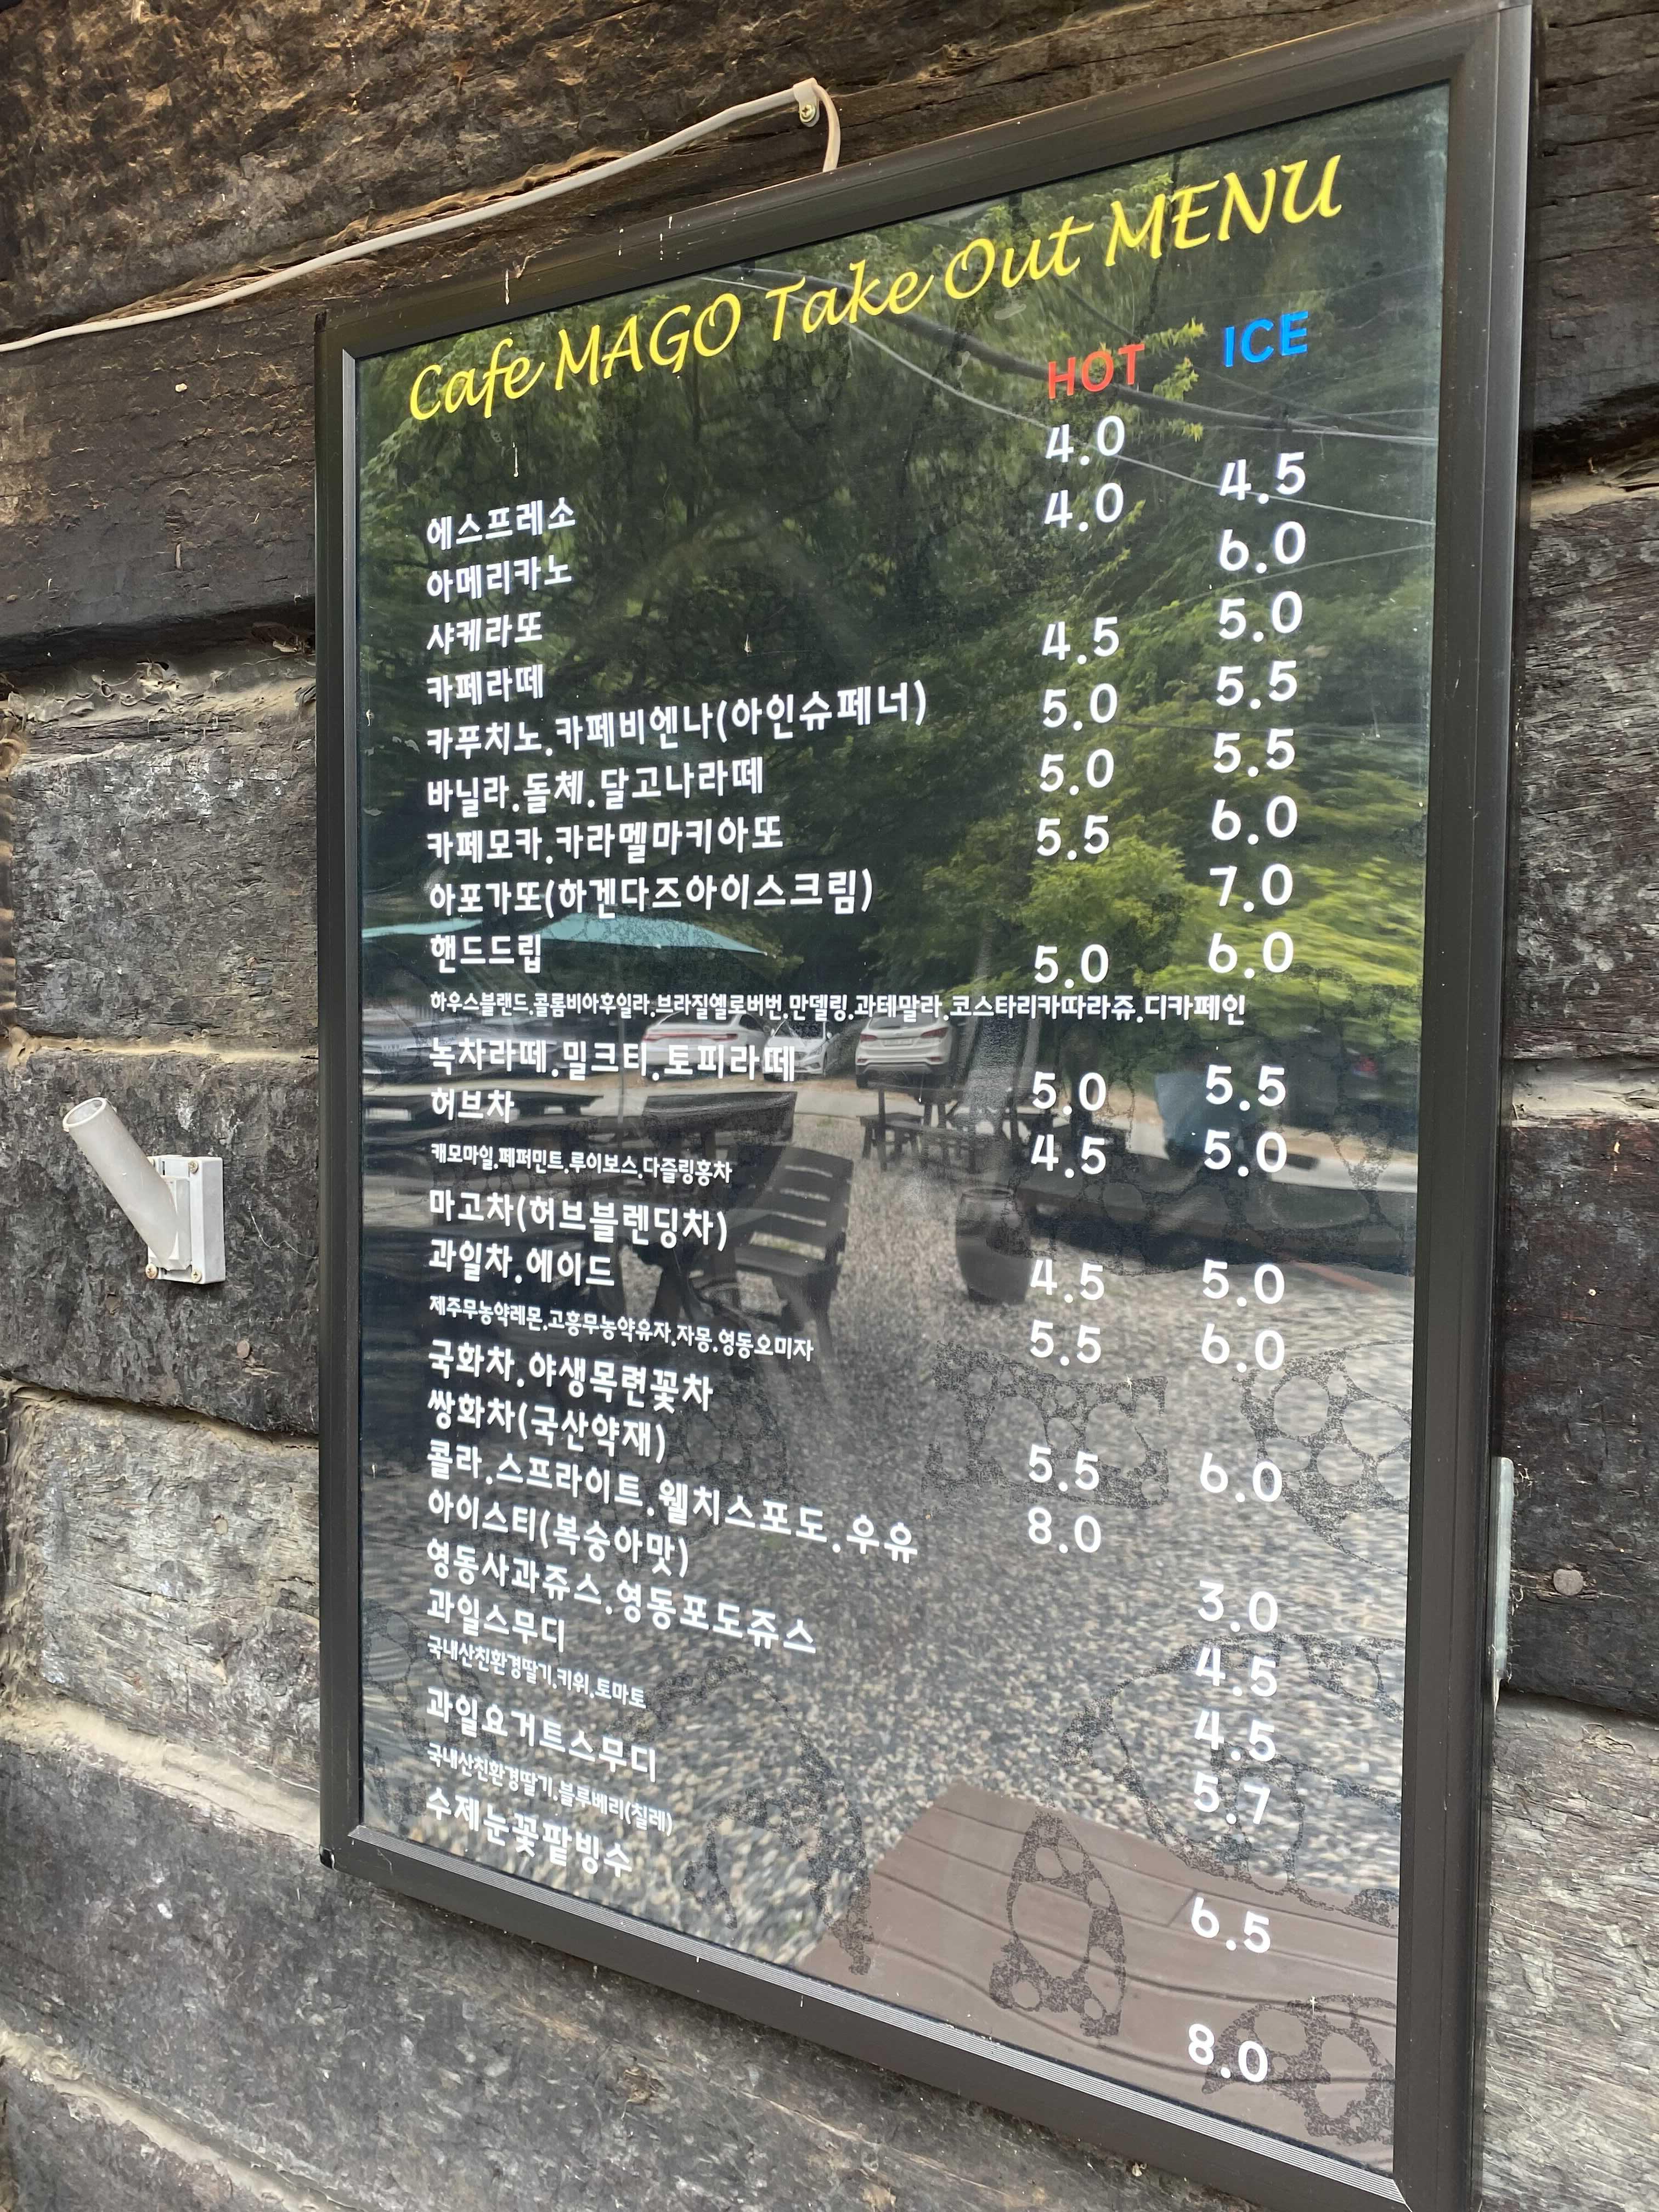 Cafe MAGO Take Out MENU
HOT ICE
에스프레소 4.0
아메리카노 4.0 4.5
샤케라또 6.0
카페라떼 4.5 5.0
카푸치노.카페비엔나(아인슈페너) 5.0 5.5
바닐라.돌체.달고나라떼 5.0 5.5
카페모카.카라멜마키아또 5.5 6.0
아포가또(하겐다즈아이스크림) 7.0
핸드드립 5.0 6.0
하우스블랜드.콜롬비아후일라.브라질옐로버번.만델링.과테말라.코스타리카따라쥬.디카페인
녹차라떼.밀크티.토피라떼 5.0 5.5
허브차 4.5 5.0
캐모마일.페퍼민트.루이보스.다즐링홍차
마고차(허브블렌딩차) 4.5 5.0
과일차.에이드 5.5 6.0
제주무농약레몬.고흥무농약유자.자몽.영동오미자
국화차.야생목련꽃차 5.5 6.0
쌍화차(국산약재) 8.0
콜라.스프라이트.웰치스포도.우유 3.0
아이스티(복숭아맛) 4.5
영동사과쥬스.영동포도쥬스 4.5
과일스무디 5.7
국내산친환경딸기.키위.토마토
과일요거트스무디 6.5
국내산친환경딸기.블루베리(칠레)
수제눈꽃팥빙수 8.0